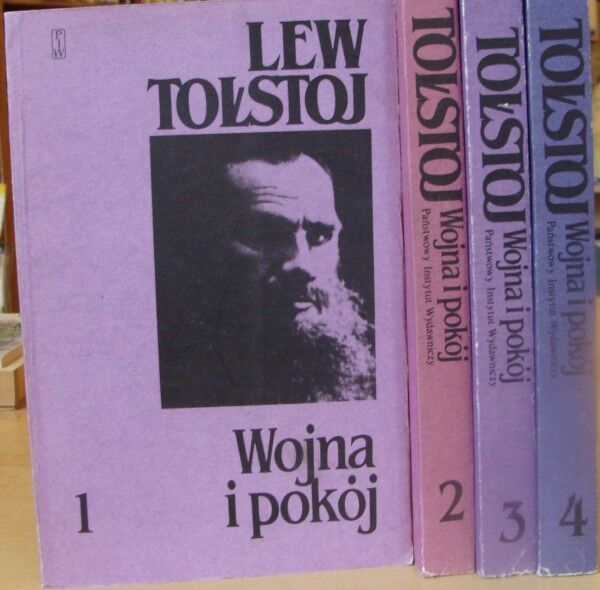 PIW
LEW
TOŁSTOJ
Wojna
i pokój
1
TOŁSTOJ
Wojna i pokój
Państwowy Instytut Wydawniczy
2
TOŁSTOJ
Wojna i pokój
Państwowy Instytut Wydawniczy
3
TOŁSTOJ
Wojna i pokój
Państwowy Instytut Wydawniczy
4